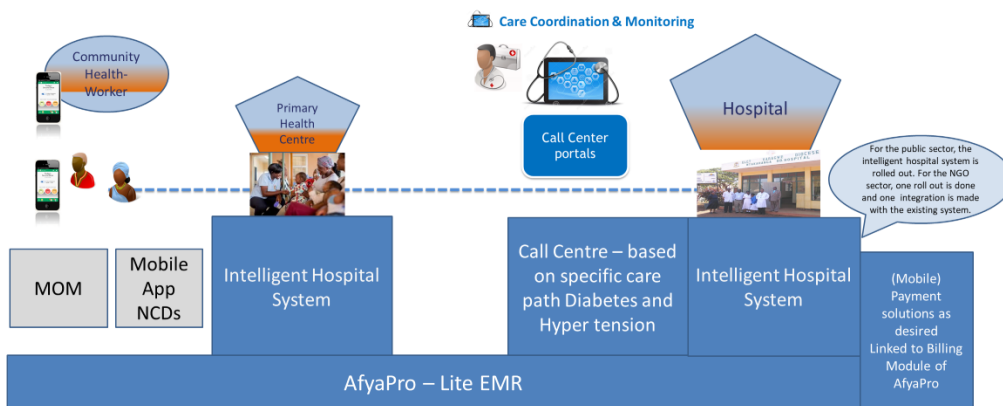 Care Coordination & Monitoring
Community
Health-
Worker
Primary
Health
Centre
Hospital
Call Center
portals
For the public sector, the
intelligent hospital system is
rolled out. For the NGO
sector, one roll out is done
and one integration is made
with the existing system.
MOM
Mobile
App
NCDs
Intelligent Hospital
System
Call Centre – based
on specific care
path Diabetes and
Hyper tension
Intelligent Hospital
System
(Mobile)
Payment
solutions as
desired
Linked to Billing
Module of
AfyaPro
AfyaPro – Lite EMR